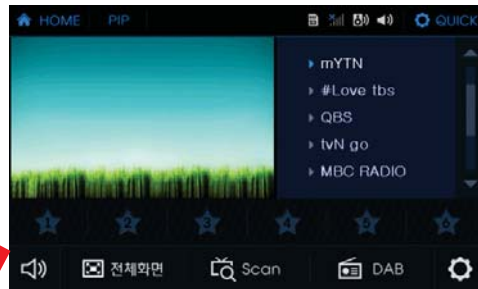 HOME PIP QUICK
mYTN
#Love tbs
QBS
tvN go
MBC RADIO
1 2 3 4 5 6
전체화면 Scan DAB